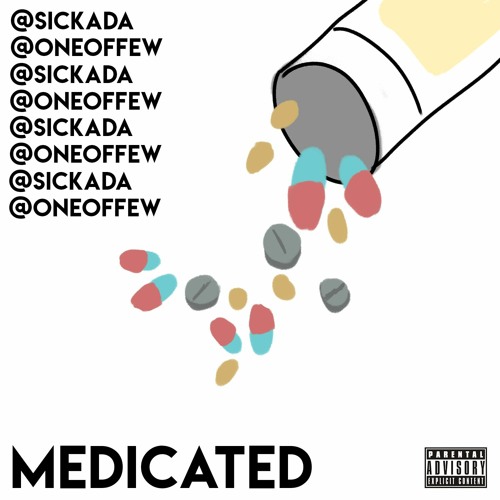 @SICKADA
@ONEOFFEW
@SICKADA
@ONEOFFEW
@SICKADA
@ONEOFFEW
@SICKADA
@ONEOFFEW
MEDICATED
PARENTAL
ADVISORY
EXPLICIT CONTENT